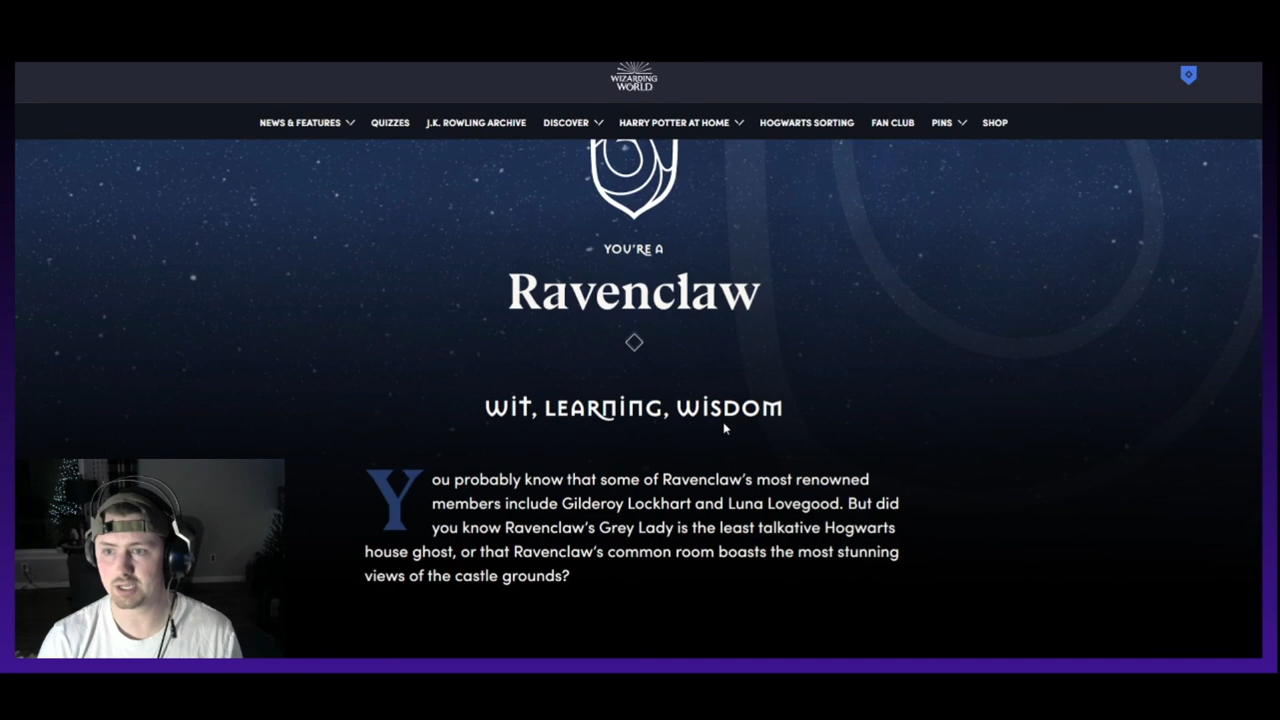 WIZARDING
WORLD
NEWS & FEATURES
QUIZZES
J.K. ROWLING ARCHIVE
DISCOVER
HARRY POTTER AT HOME
HOGWARTS SORTING
FAN CLUB
PINS
SHOP
YOU'RE A
Ravenclaw
WIT, LEARNING, WISDOM
You probably know that some of Ravenclaw's most renowned
members include Gilderoy Lockhart and Luna Lovegood. But did
you know Ravenclaw's Grey Lady is the least talkative Hogwarts
house ghost, or that Ravenclaw's common room boasts the most stunning
views of the castle grounds?